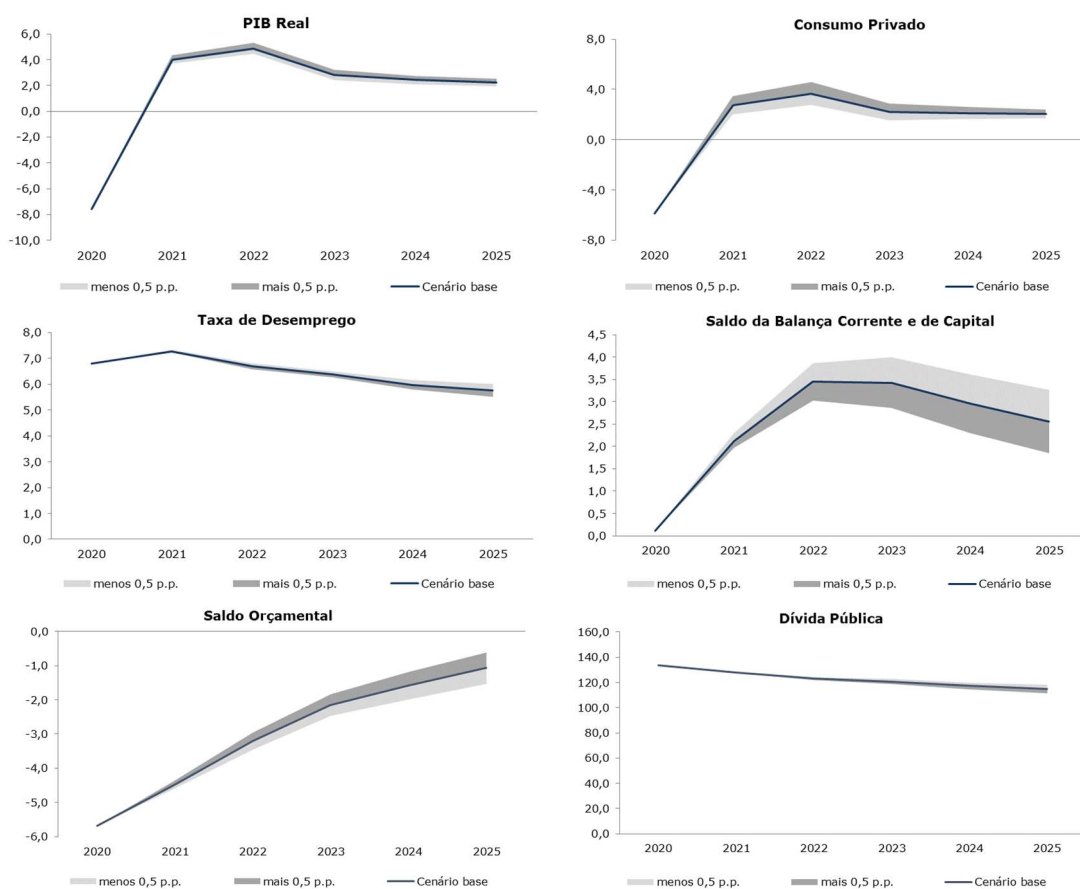 PIB Real
6,0
4,0
2,0
0,0
-2,0
-4,0
-6,0
-8,0
-10,0
2020 2021 2022 2023 2024 2025
menos 0,5 p.p. mais 0,5 p.p. Cenário base
Consumo Privado
8,0
4,0
0,0
-4,0
-8,0
2020 2021 2022 2023 2024 2025
menos 0,5 p.p. mais 0,5 p.p. Cenário base
Taxa de Desemprego
8,0
7,0
6,0
5,0
4,0
3,0
2,0
1,0
0,0
2020 2021 2022 2023 2024 2025
menos 0,5 p.p. mais 0,5 p.p. Cenário base
Saldo da Balança Corrente e de Capital
4,5
4,0
3,5
3,0
2,5
2,0
1,5
1,0
0,5
0,0
2020 2021 2022 2023 2024 2025
menos 0,5 p.p. mais 0,5 p.p. Cenário base
Saldo Orçamental
0,0
-1,0
-2,0
-3,0
-4,0
-5,0
-6,0
2020 2021 2022 2023 2024 2025
menos 0,5 p.p. mais 0,5 p.p. Cenário base
Dívida Pública
160,0
140,0
120,0
100,0
80,0
60,0
40,0
20,0
0,0
2020 2021 2022 2023 2024 2025
menos 0,5 p.p. mais 0,5 p.p. Cenário base